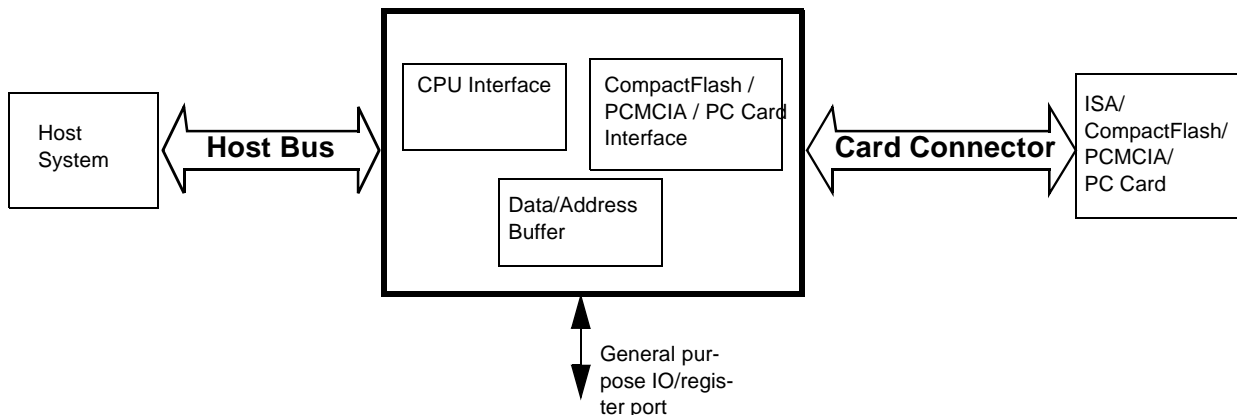 Host
System
Host Bus
CPU Interface
CompactFlash /
PCMCIA / PC Card
Interface
Data/Address
Buffer
Card Connector
ISA/
CompactFlash/
PCMCIA/
PC Card
General pur-
pose IO/regis-
ter port